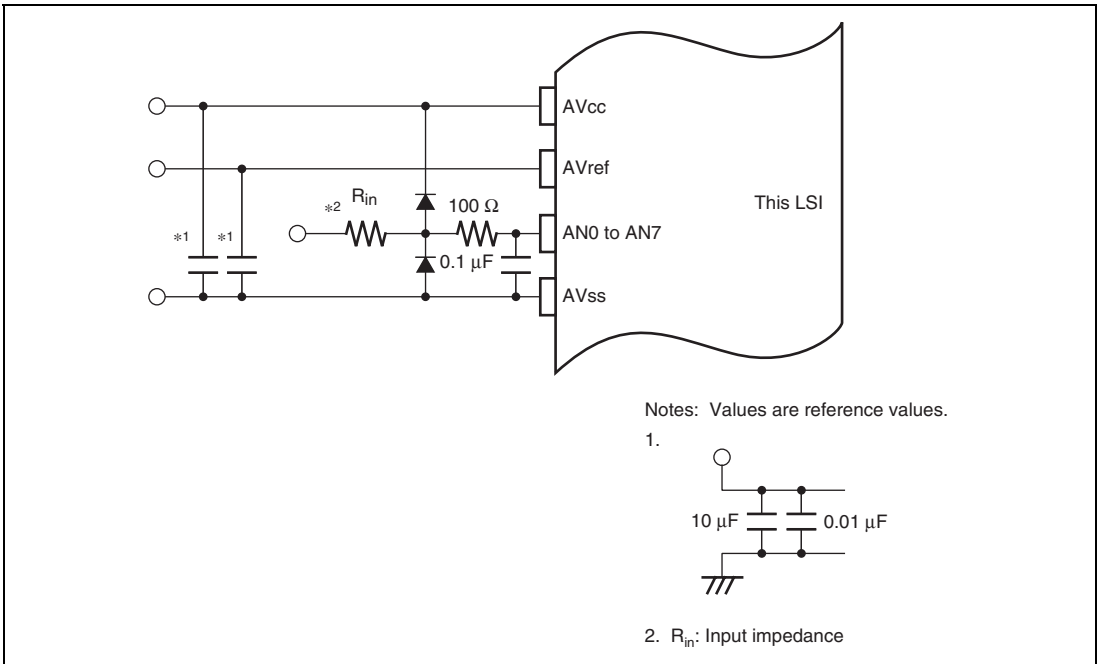 AVcc
AVref
*2 Rin
100 Ω
This LSI
*1 *1
AN0 to AN7
0.1 μF
AVss
Notes: Values are reference values.
1.
10 μF
0.01 μF
2. Rin: Input impedance